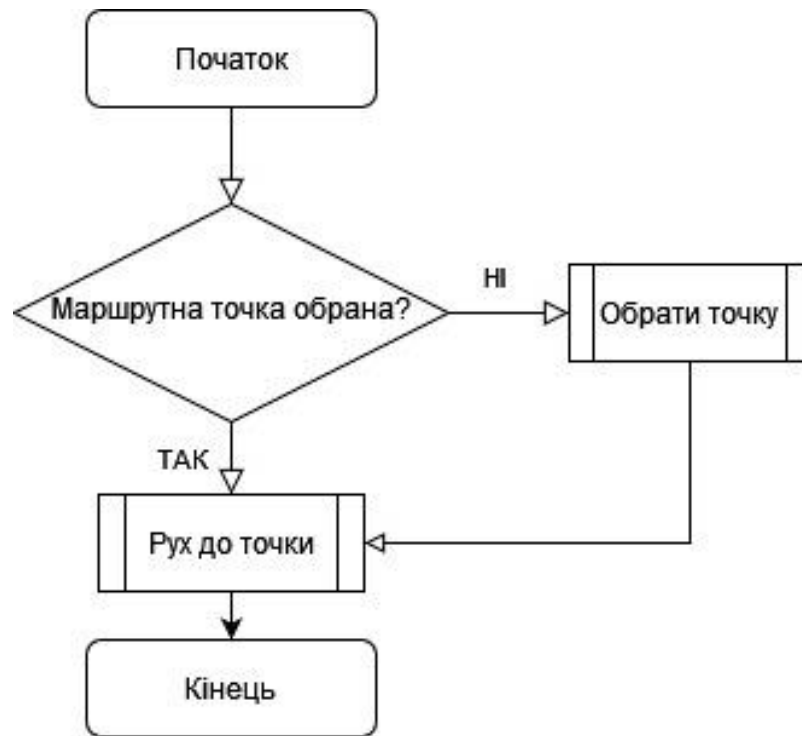 Початок
Маршрутна точка обрана?
НІ
Обрати точку
ТАК
Рух до точки
Кінець